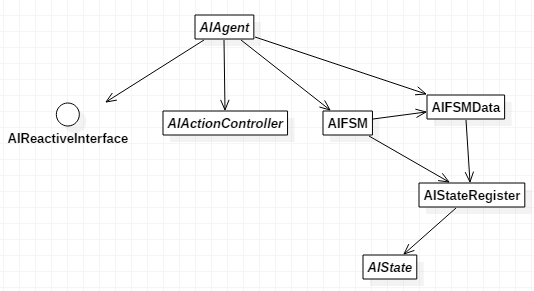 AIAgent
AIReactiveInterface
AIActionController
AIFSM
AIFSMData
AIStateRegister
AIState